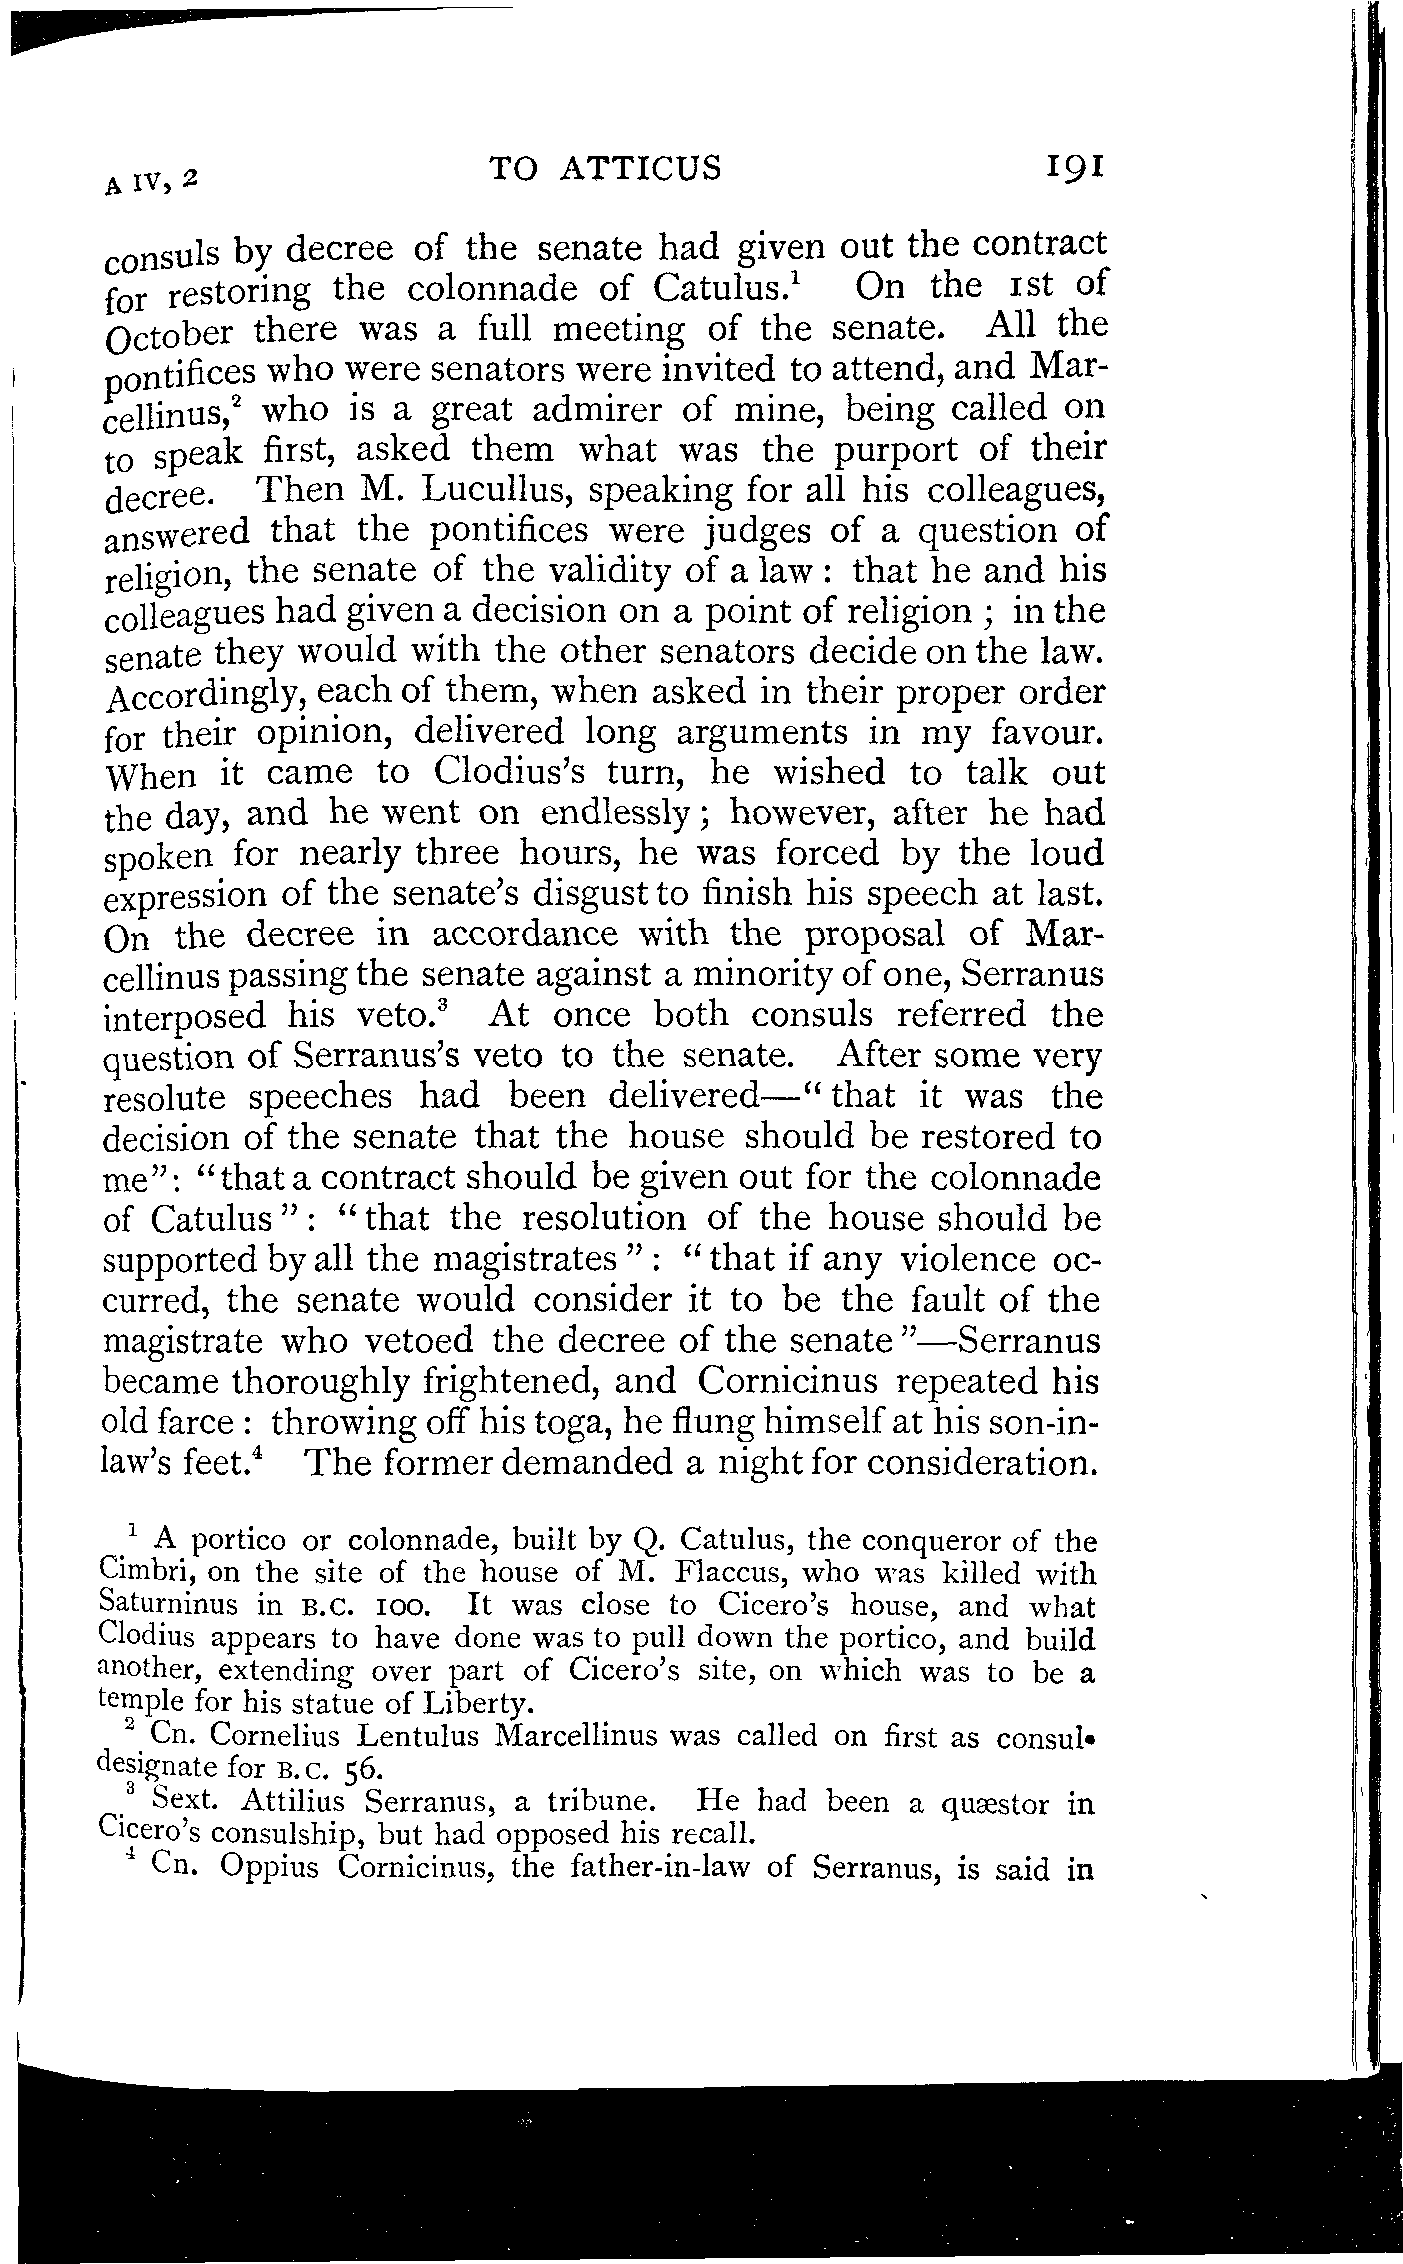 A IV, 2 TO ATTICUS 191
consuls by decree of the senate had given out the contract
for restoring the colonnade of Catulus.¹ On the 1st of
October there was a full meeting of the senate. All the
pontifices who were senators were invited to attend, and Mar-
cellinus,² who is a great admirer of mine, being called on
to speak first, asked them what was the purport of their
decree. Then M. Lucullus, speaking for all his colleagues,
answered that the pontifices were judges of a question of
religion, the senate of the validity of a law : that he and his
colleagues had given a decision on a point of religion ; in the
senate they would with the other senators decide on the law.
Accordingly, each of them, when asked in their proper order
for their opinion, delivered long arguments in my favour.
When it came to Clodius's turn, he wished to talk out
the day, and he went on endlessly ; however, after he had
spoken for nearly three hours, he was forced by the loud
expression of the senate's disgust to finish his speech at last.
On the decree in accordance with the proposal of Mar-
cellinus passing the senate against a minority of one, Serranus
interposed his veto.³ At once both consuls referred the
question of Serranus's veto to the senate. After some very
resolute speeches had been delivered—“ that it was the
decision of the senate that the house should be restored to
me”: “that a contract should be given out for the colonnade
of Catulus” : “that the resolution of the house should be
supported by all the magistrates” : “that if any violence oc-
curred, the senate would consider it to be the fault of the
magistrate who vetoed the decree of the senate”—Serranus
became thoroughly frightened, and Cornicinus repeated his
old farce : throwing off his toga, he flung himself at his son-in-
law's feet.⁴ The former demanded a night for consideration.
¹ A portico or colonnade, built by Q. Catulus, the conqueror of the
Cimbri, on the site of the house of M. Flaccus, who was killed with
Saturninus in B.C. 100. It was close to Cicero's house, and what
Clodius appears to have done was to pull down the portico, and build
another, extending over part of Cicero's site, on which was to be a
temple for his statue of Liberty.
² Cn. Cornelius Lentulus Marcellinus was called on first as consul-
designate for B.C. 56.
³ Sext. Attilius Serranus, a tribune. He had been a quæstor in
Cicero's consulship, but had opposed his recall.
⁴ Cn. Oppius Cornicinus, the father-in-law of Serranus, is said in